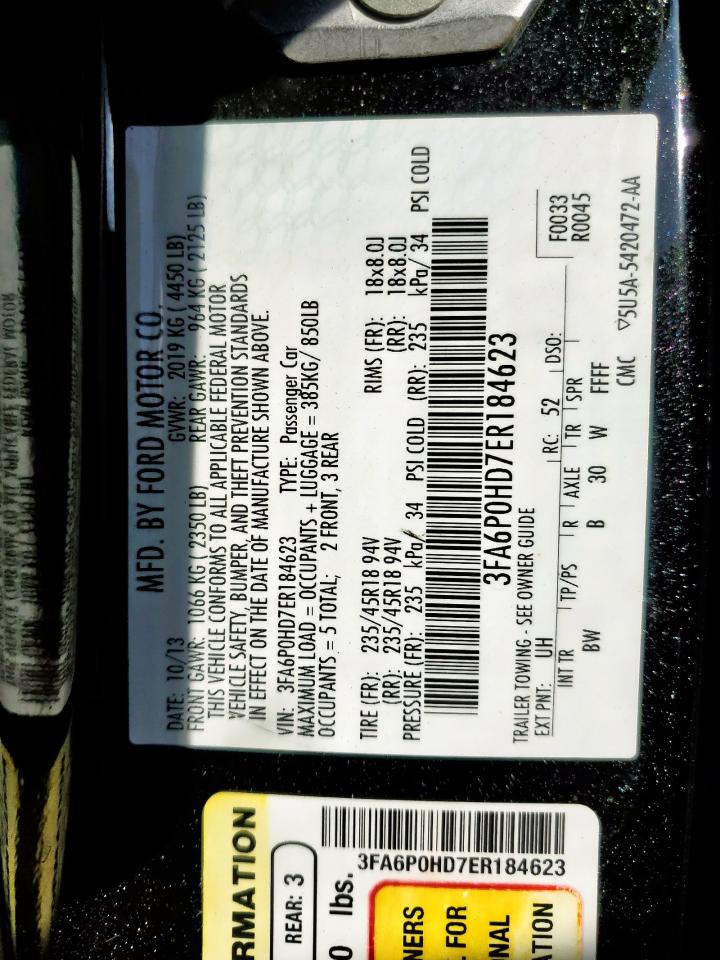 MFD. BY FORD MOTOR CO.
DATE: 10/13 GVWR: 2019 KG ( 4450 LB)
FRONT GAWR: 1066 KG ( 2350 LB) REAR GAWR: 964 KG ( 2125 LB)
THIS VEHICLE CONFORMS TO ALL APPLICABLE FEDERAL MOTOR
VEHICLE SAFETY, BUMPER, AND THEFT PREVENTION STANDARDS
IN EFFECT ON THE DATE OF MANUFACTURE SHOWN ABOVE.
VIN: 3FA6P0HD7ER184623 TYPE: Passenger Car
MAXIMUM LOAD = OCCUPANTS + LUGGAGE = 385KG/ 850LB
OCCUPANTS = 5 TOTAL; 2 FRONT, 3 REAR
TIRE (FR): 235/45R18 94V RIMS (FR): 18x8.0J
(RR): 235/45R18 94V (RR): 18x8.0J
PRESSURE (FR): 235 kPa/ 34 PSI COLD (RR): 235 kPa/ 34 PSI COLD
3FA6P0HD7ER184623
TRAILER TOWING - SEE OWNER GUIDE
EXT PNT: UH RC: 52 DSO: F0033
R0045
INT TR TP/PS R AXLE TR SPR
BW B 30 W FFFF
CMC ▽5U5A-5420472-AA
RMATION
REAR: 3
0 lbs.
3FA6P0HD7ER184623
NERS
FOR
NAL
ATION